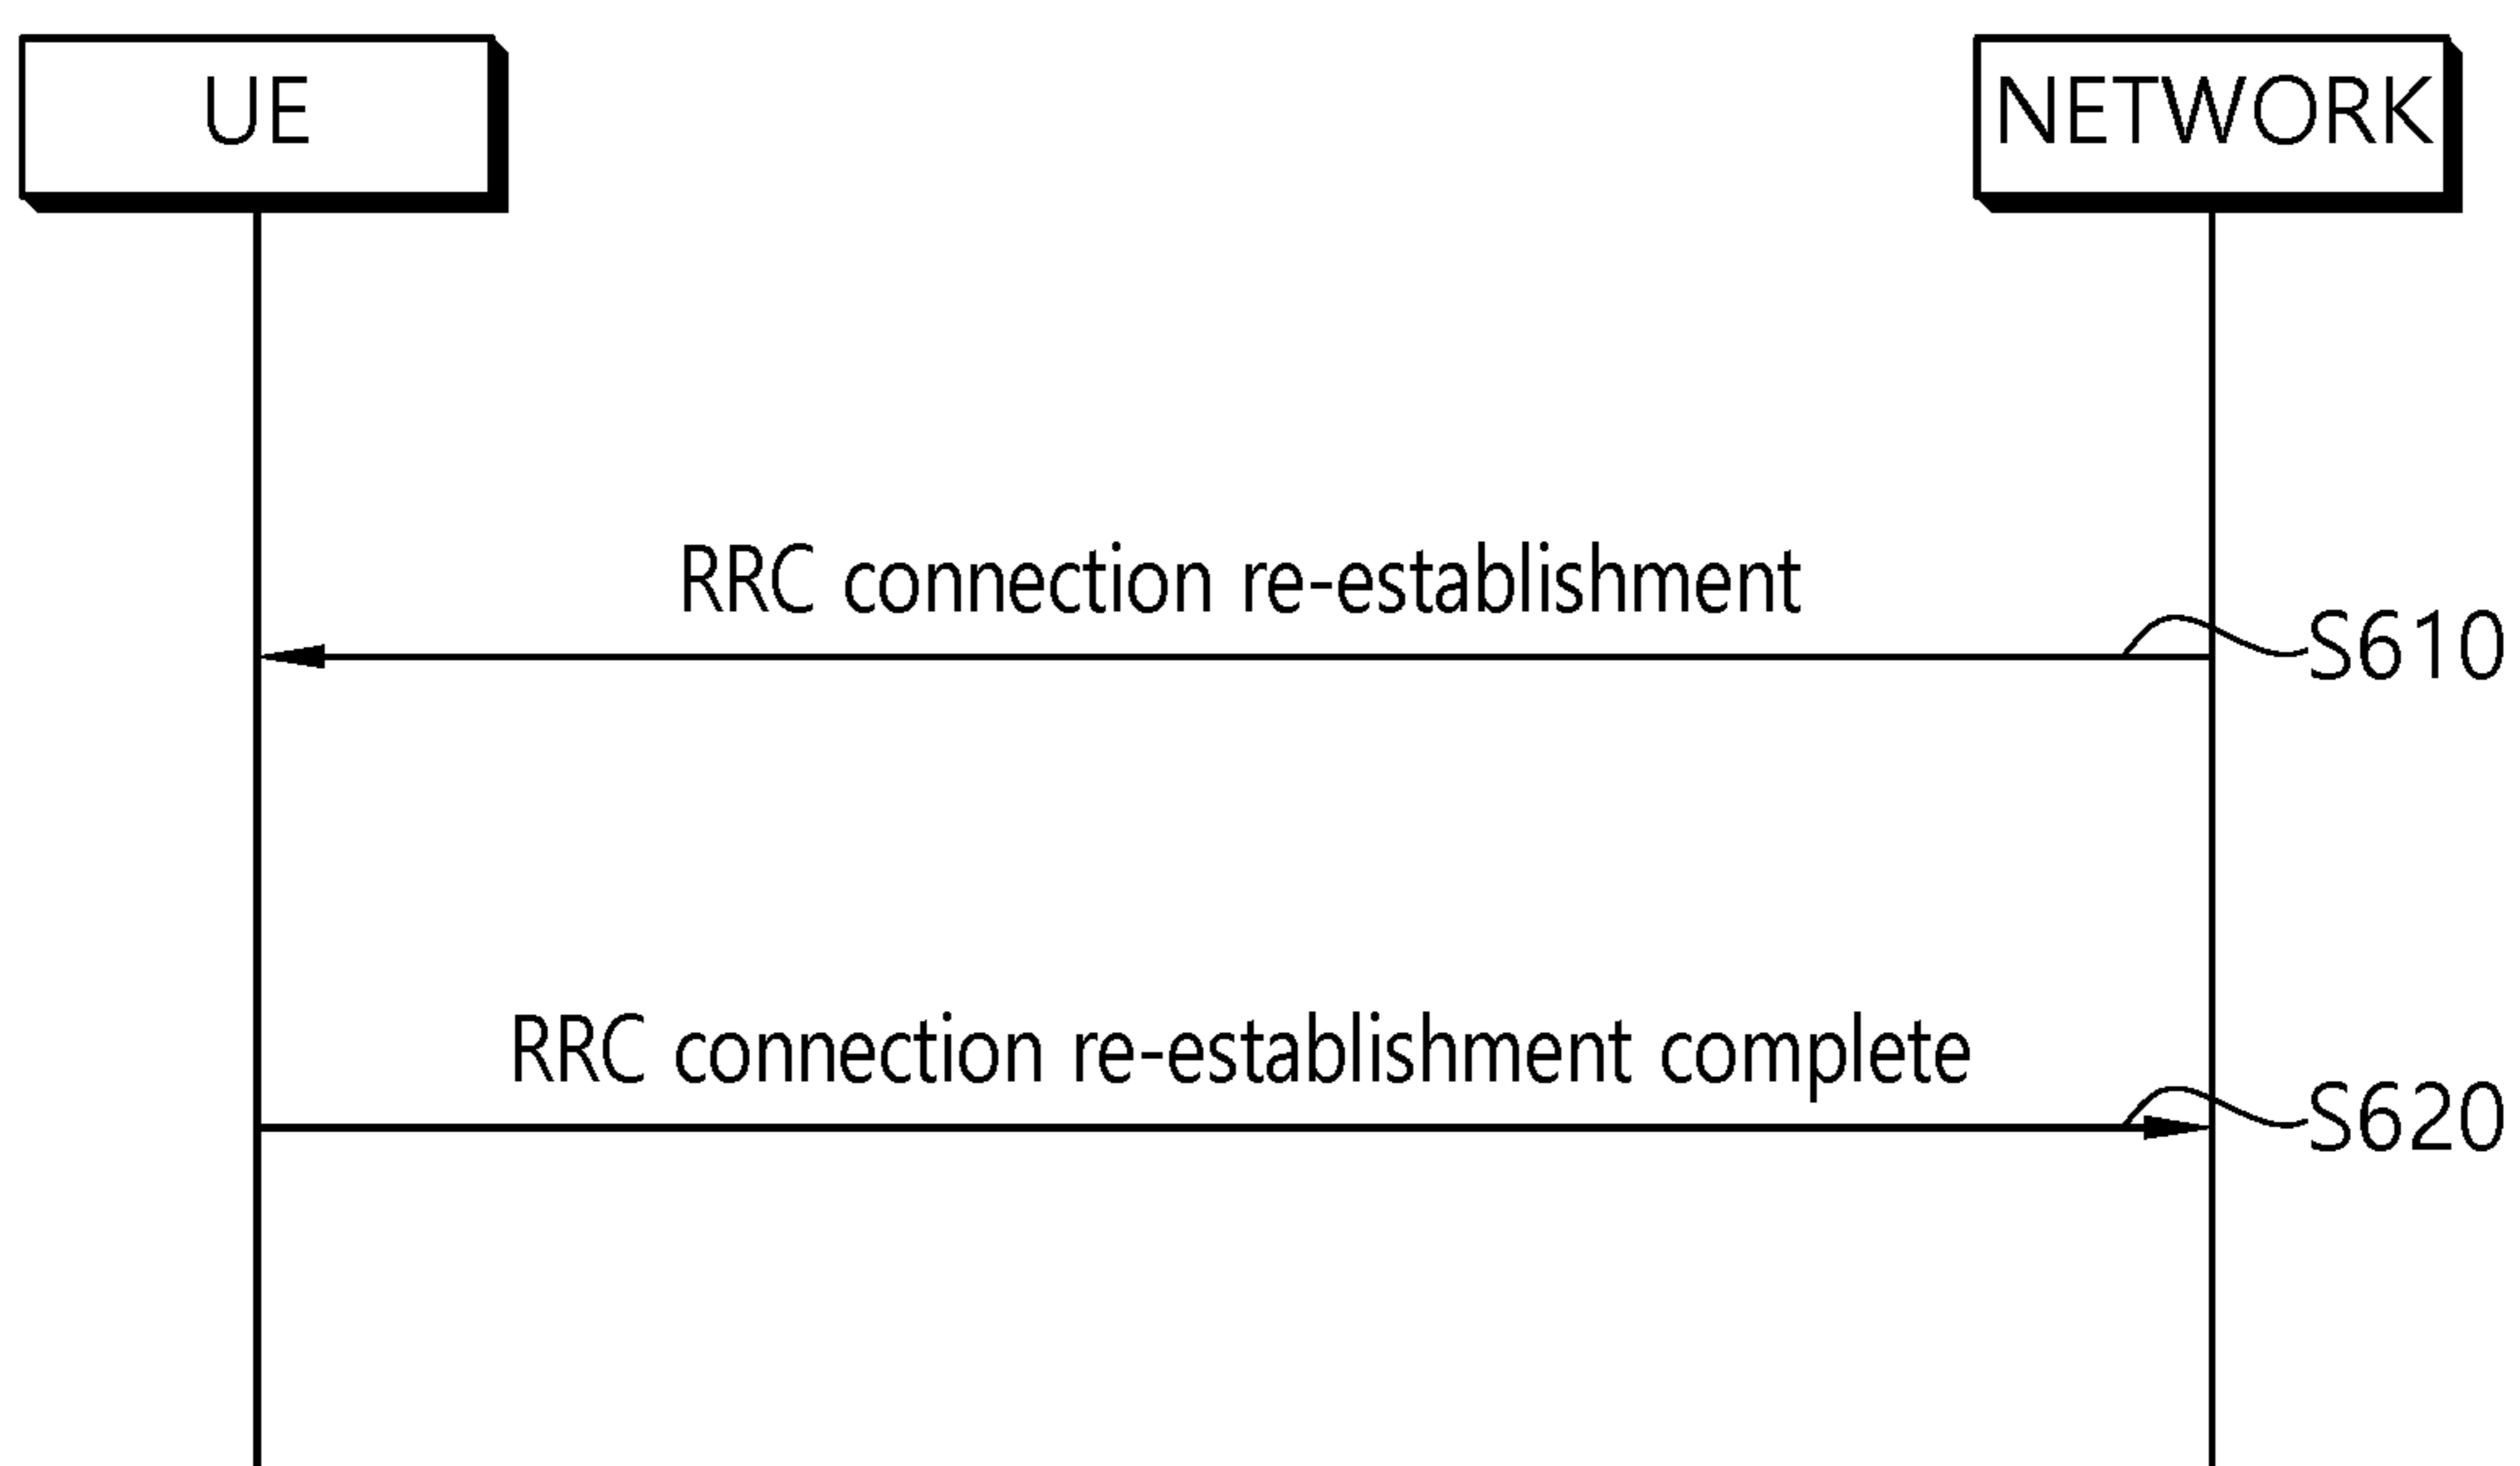 UE
NETWORK
RRC connection re-establishment
S610
RRC connection re-establishment complete
S620